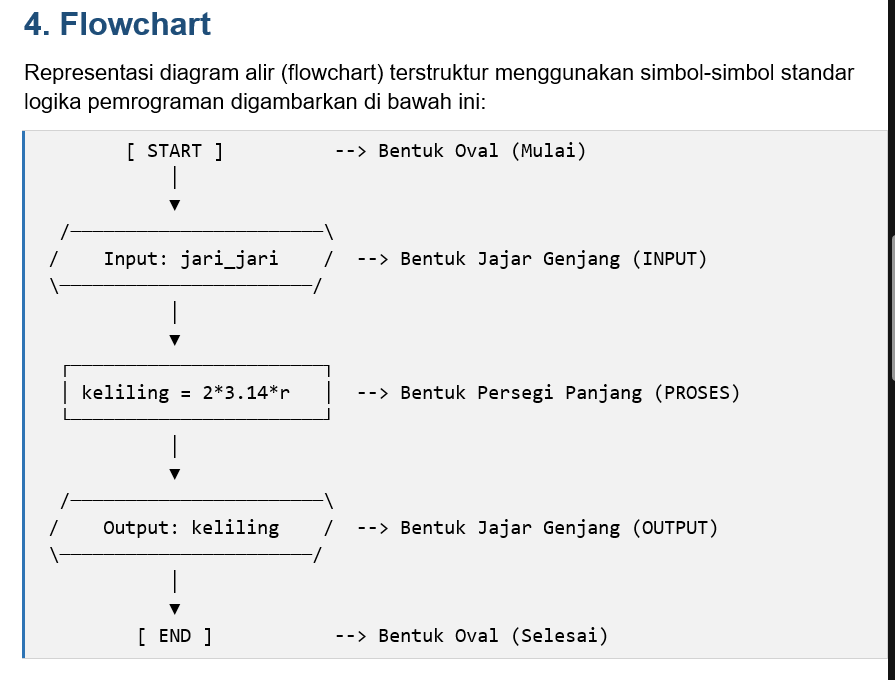 4. Flowchart
Representasi diagram alir (flowchart) terstruktur menggunakan simbol-simbol standar
logika pemrograman digambarkan di bawah ini:
[ START ] --> Bentuk Oval (Mulai)
Input: jari_jari --> Bentuk Jajar Genjang (INPUT)
keliling = 2*3.14*r --> Bentuk Persegi Panjang (PROSES)
Output: keliling --> Bentuk Jajar Genjang (OUTPUT)
[ END ] --> Bentuk Oval (Selesai)